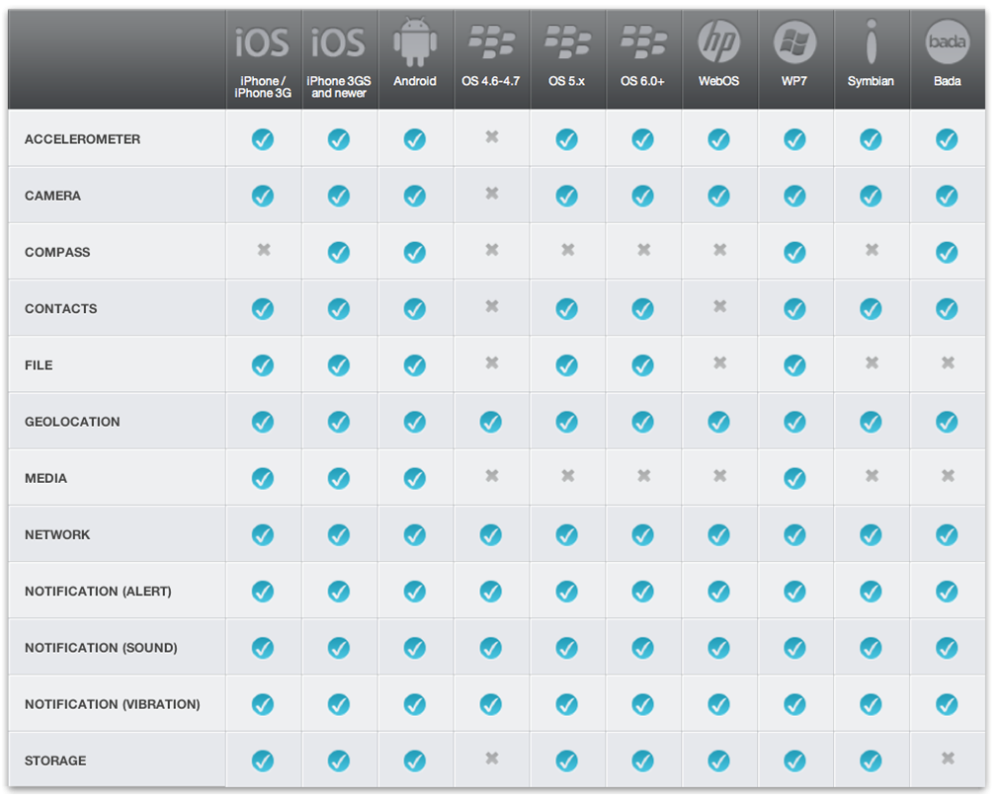 iOS iOS hp bada
iPhone / iPhone 3GS Android OS 4.6-4.7 OS 5.x OS 6.0+ WebOS WP7 Symbian Bada
iPhone 3G and newer
ACCELEROMETER
CAMERA
COMPASS
CONTACTS
FILE
GEOLOCATION
MEDIA
NETWORK
NOTIFICATION (ALERT)
NOTIFICATION (SOUND)
NOTIFICATION (VIBRATION)
STORAGE